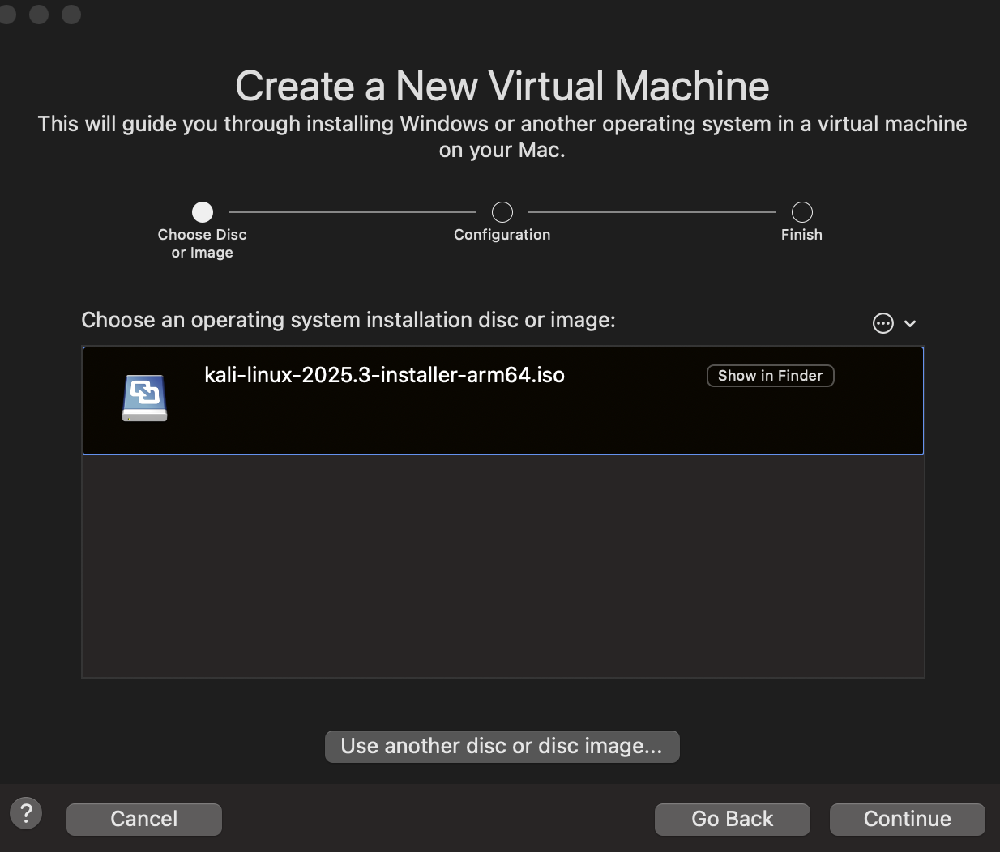 Create a New Virtual Machine
This will guide you through installing Windows or another operating system in a virtual machine
on your Mac.
Choose Disc
or Image
Configuration
Finish
Choose an operating system installation disc or image:
kali-linux-2025.3-installer-arm64.iso
Show in Finder
Use another disc or disc image...
?
Cancel
Go Back
Continue